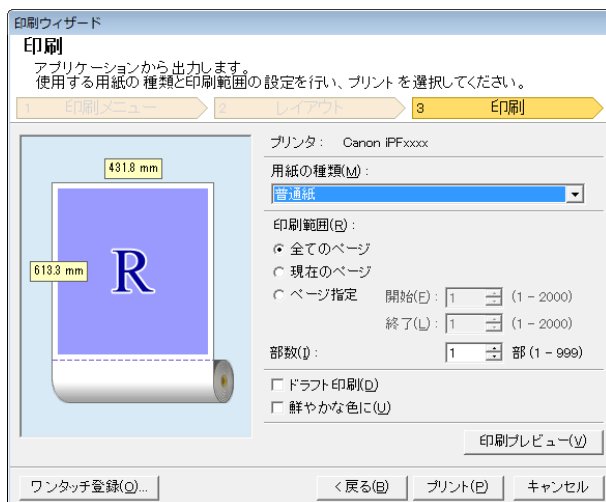 印刷ウィザード
印刷
アプリケーションから出力します。
使用する用紙の種類と印刷範囲の設定を行い、プリントを選択してください。
1 印刷メニュー 2 レイアウト 3 印刷
プリンタ： Canon iPFxxxx
431.8 mm
用紙の種類(M)：
普通紙
印刷範囲(R)：
全てのページ
613.3 mm
R
現在のページ
ページ指定 開始(F)： 1 (1 - 2000)
終了(L)： 1 (1 - 2000)
部数(I)： 1 部 (1 - 999)
ドラフト印刷(D)
鮮やかな色に(U)
印刷プレビュー(V)
ワンタッチ登録(O)... < 戻る(B) プリント(P) キャンセル